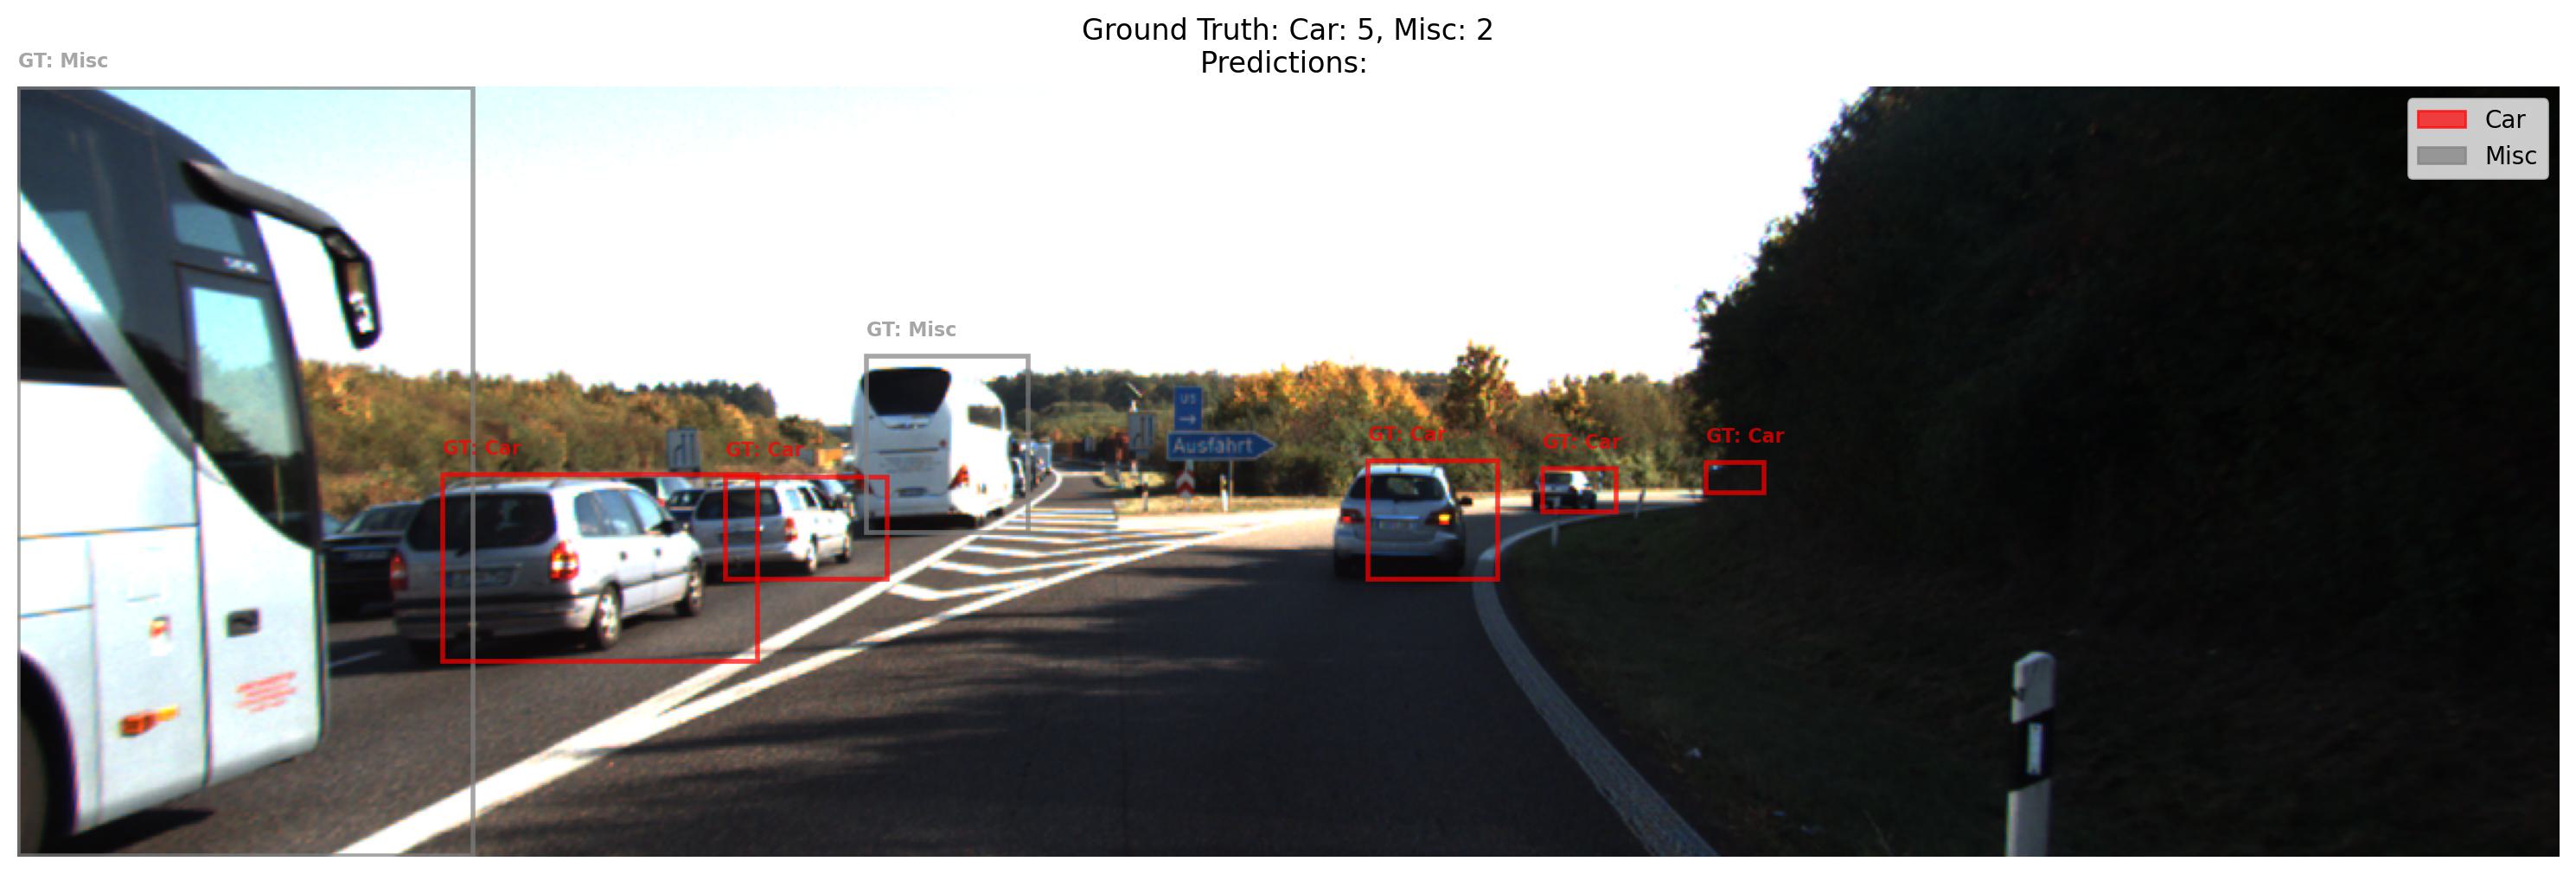 Ground Truth: Car: 5, Misc: 2
Predictions:
GT: Misc
Car
Misc
GT: Misc
U5
→
Ausfahrt
GT: Car
GT: Car
GT: Car
GT: Car
GT: Car